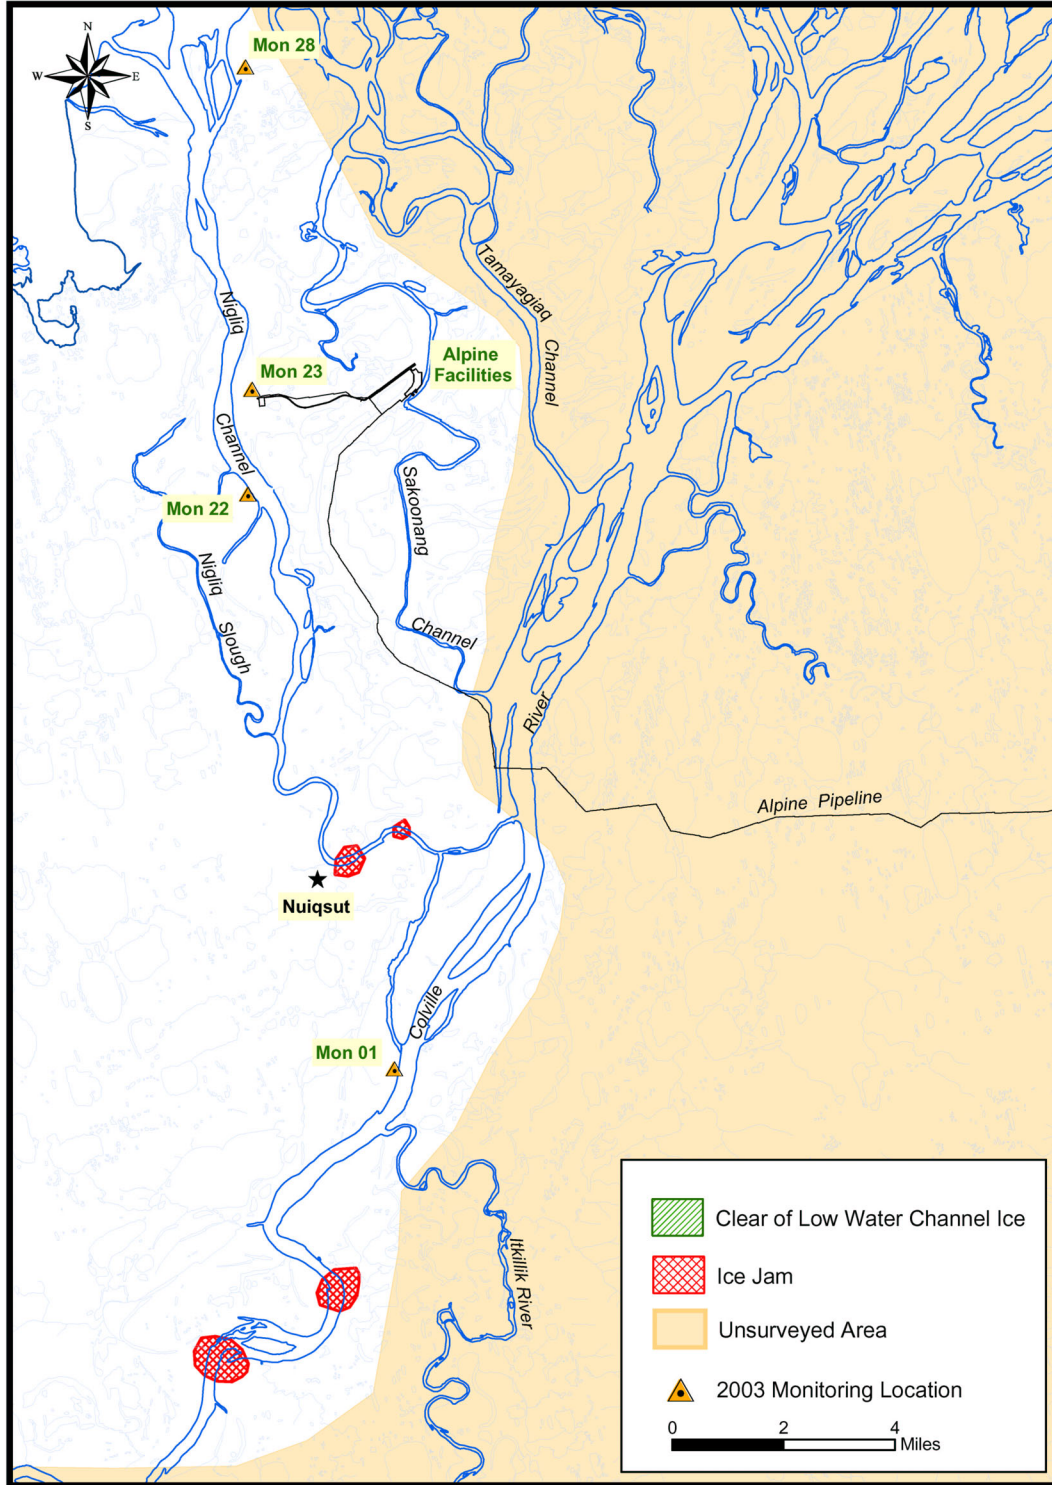 N
W
E
S
Mon 28
Tamayagiaq
Channel
Nigliq
Channel
Mon 23
Alpine
Facilities
Mon 22
Sakoonang
Channel
Nigliq
Slough
River
Alpine Pipeline
Nuiqsut
Colville
Mon 01
Itkillik River
Clear of Low Water Channel Ice
Ice Jam
Unsurveyed Area
2003 Monitoring Location
0 2 4
Miles